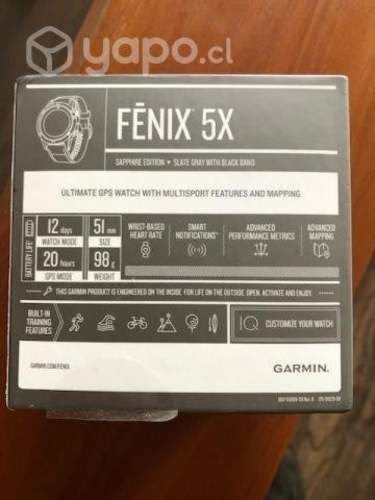 yapo.cl
FĒNIX™ 5X
SAPPHIRE EDITION • SLATE GRAY WITH BLACK BAND
ULTIMATE GPS WATCH WITH MULTISPORT FEATURES AND MAPPING
BATTERY LIFE
12 days
WATCH MODE
20 hours
GPS MODE
51 mm
SIZE
98 g
WEIGHT
WRIST-BASED
HEART RATE
SMART
NOTIFICATIONS
ADVANCED
PERFORMANCE METRICS
ADVANCED
MAPPING
THIS GARMIN PRODUCT IS ENGINEERED ON THE INSIDE FOR LIFE ON THE OUTSIDE. OPEN, ACTIVATE AND ENJOY.
BUILT-IN
TRAINING
FEATURES
IQ
CUSTOMIZE YOUR WATCH
GARMIN.COM/FENIX
GARMIN.